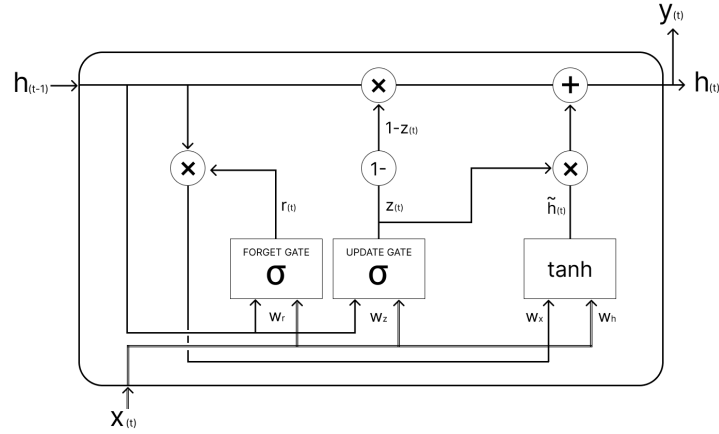 y(t)
h(t-1)
×
+
h(t)
1-z(t)
×
1-
×
r(t)
z(t)
h̃(t)
FORGET GATE
σ
UPDATE GATE
σ
tanh
wr
wz
wx
wh
x(t)